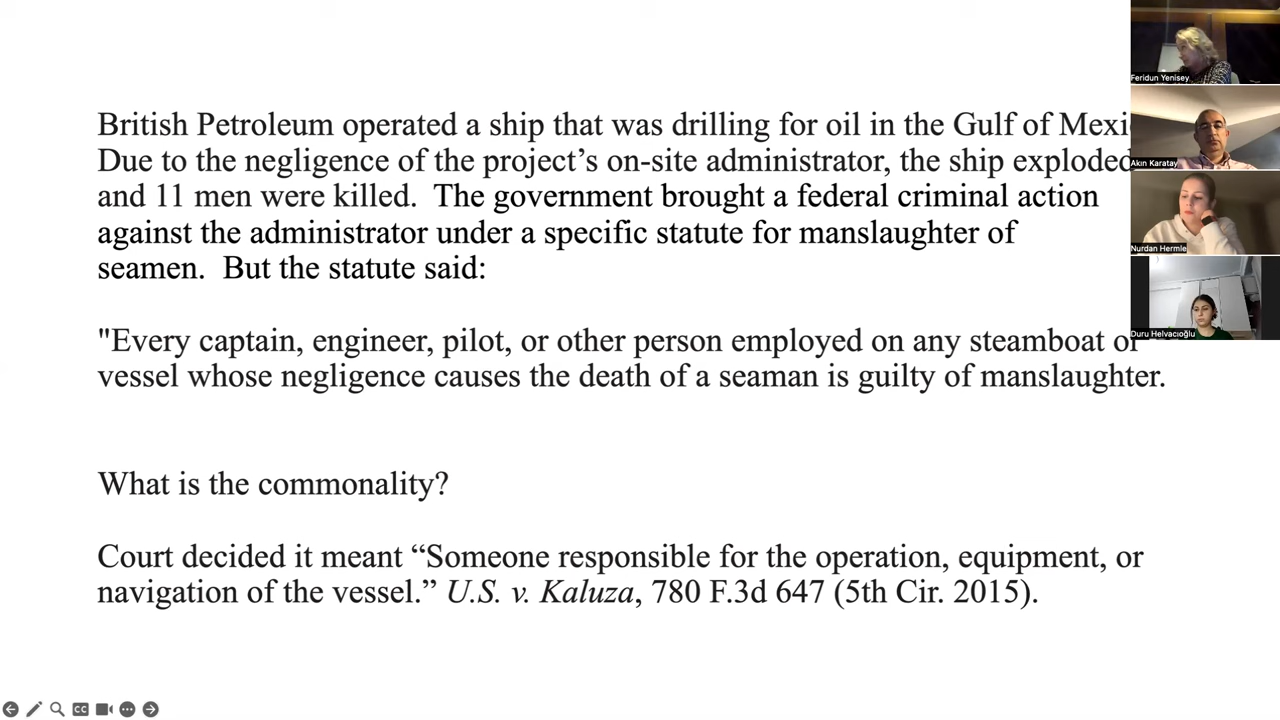 British Petroleum operated a ship that was drilling for oil in the Gulf of Mexi
Due to the negligence of the project's on-site administrator, the ship exploded
and 11 men were killed.  The government brought a federal criminal action
against the administrator under a specific statute for manslaughter of
seamen.  But the statute said:
"Every captain, engineer, pilot, or other person employed on any steamboat or
vessel whose negligence causes the death of a seaman is guilty of manslaughter.
What is the commonality?
Court decided it meant “Someone responsible for the operation, equipment, or
navigation of the vessel.” U.S. v. Kaluza, 780 F.3d 647 (5th Cir. 2015).
Feridun Yenisey
Akın Karatay
Nurdan Hermle
Duru Helvacıoğlu
CC